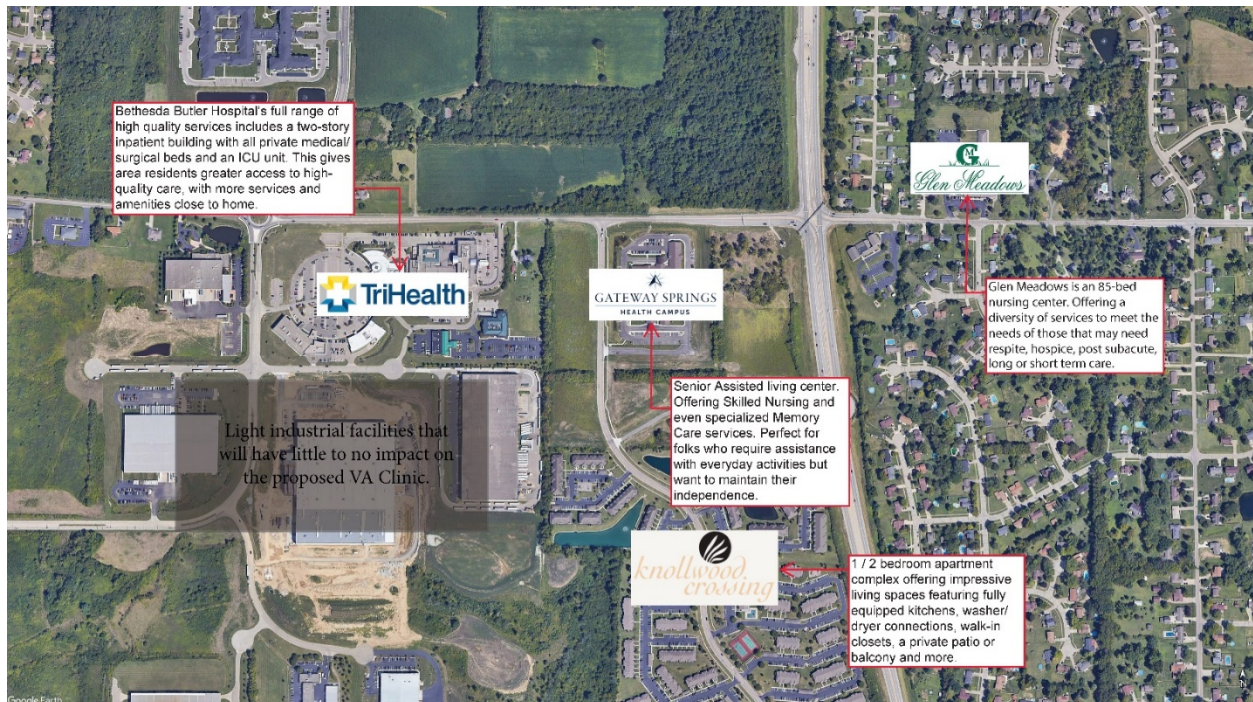 Bethesda Butler Hospital's full range of
high quality services includes a two-story
inpatient building with all private medical/
surgical beds and an ICU unit. This gives
area residents greater access to high-
quality care, with more services and
amenities close to home.
TriHealth
GATEWAY SPRINGS
HEALTH CAMPUS
GM
Glen Meadows
Glen Meadows is an 85-bed
nursing center. Offering a
diversity of services to meet the
needs of those that may need
respite, hospice, post subacute,
long or short term care.
Senior Assisted living center.
Offering Skilled Nursing and
even specialized Memory
Care services. Perfect for
folks who require assistance
with everyday activities but
want to maintain their
independence.
Light industrial facilities that
will have little to no impact on
the proposed VA Clinic.
knollwood
crossing
1 / 2 bedroom apartment
complex offering impressive
living spaces featuring fully
equipped kitchens, washer/
dryer connections, walk-in
closets, a private patio or
balcony and more.
Google Earth
N